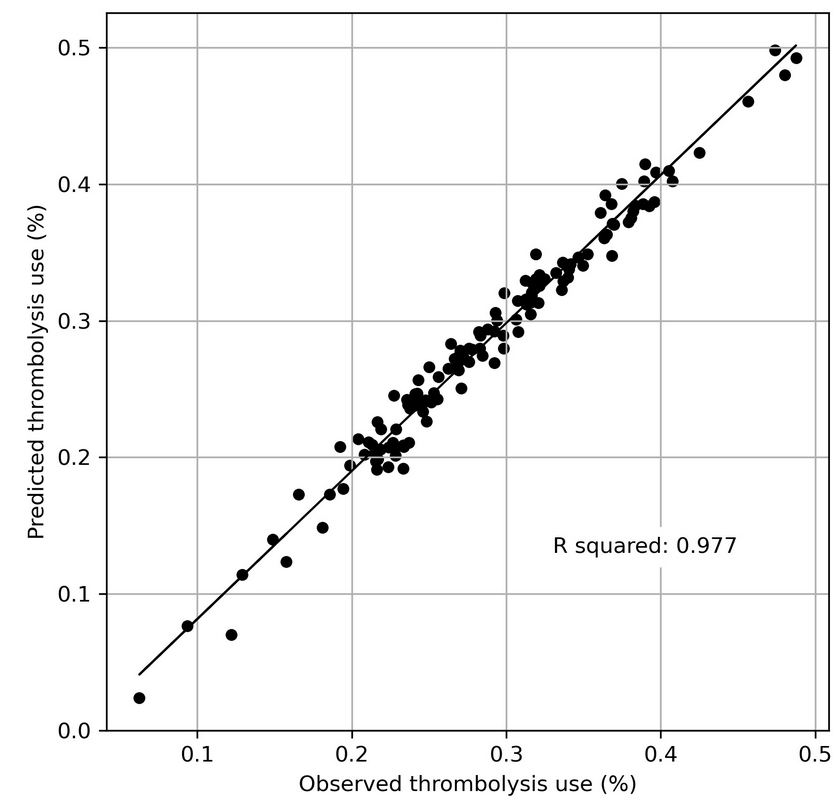 0.5
0.4
0.3
0.2
0.1
0.0
Predicted thrombolysis use (%)
R squared: 0.977
0.1 0.2 0.3 0.4 0.5
Observed thrombolysis use (%)